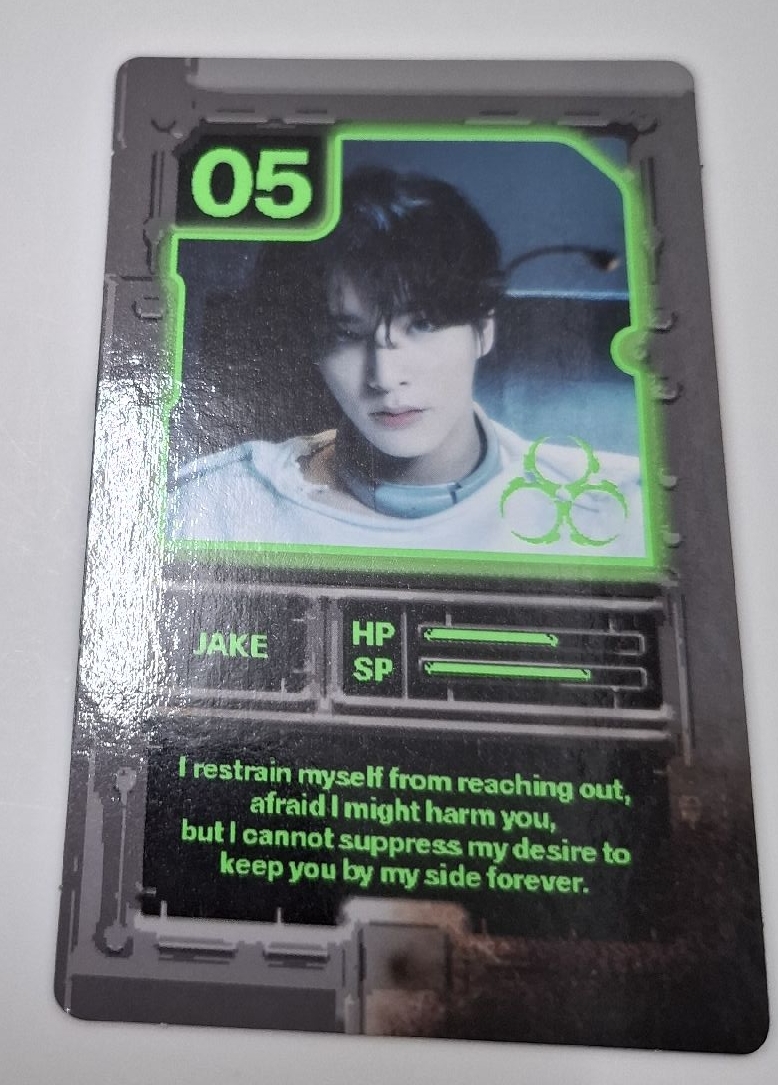 05
JAKE
HP
SP
I restrain myself from reaching out,
afraid I might harm you,
but I cannot suppress my desire to
keep you by my side forever.